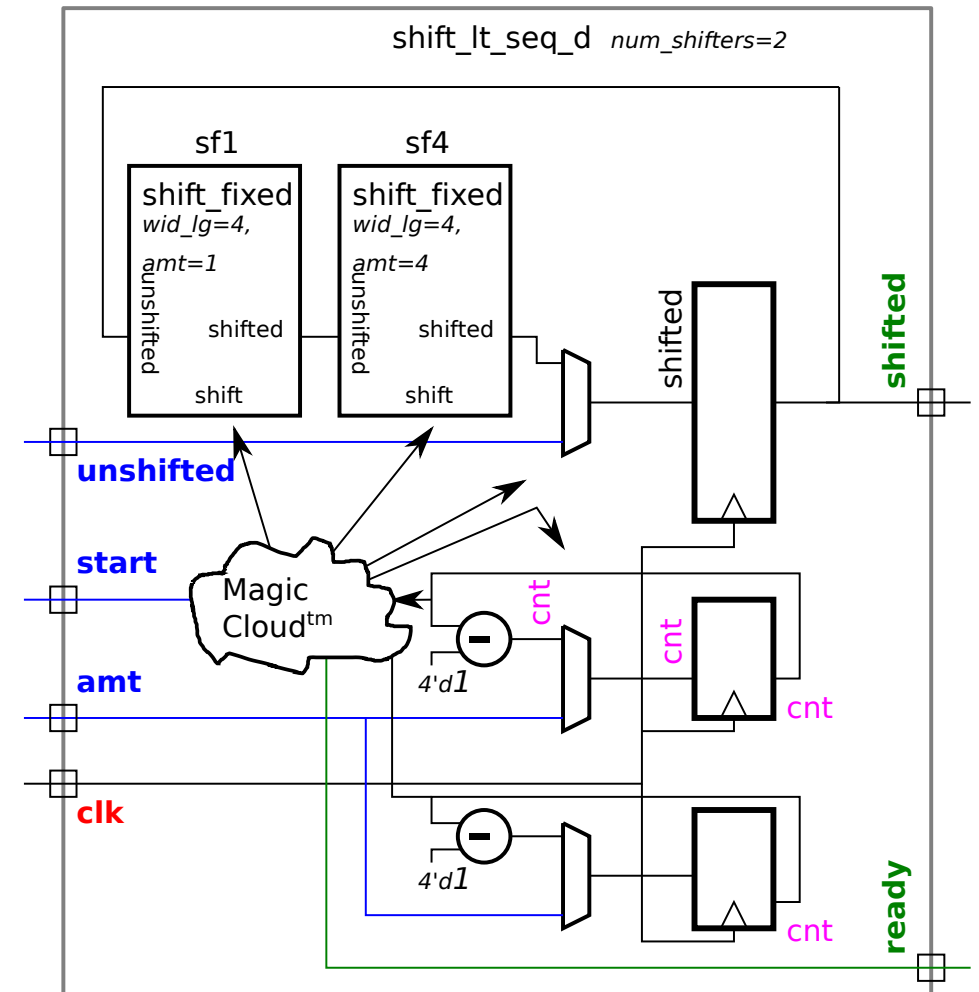 shift_lt_seq_d num_shifters=2
sf1
sf4
shift_fixed
wid_lg=4,
amt=1
unshifted
shifted
shift
shift_fixed
wid_lg=4,
amt=4
unshifted
shifted
shift
shifted
shifted
unshifted
start
Magic
Cloudtm
cnt
cnt
4'd1
amt
cnt
clk
4'd1
cnt
ready